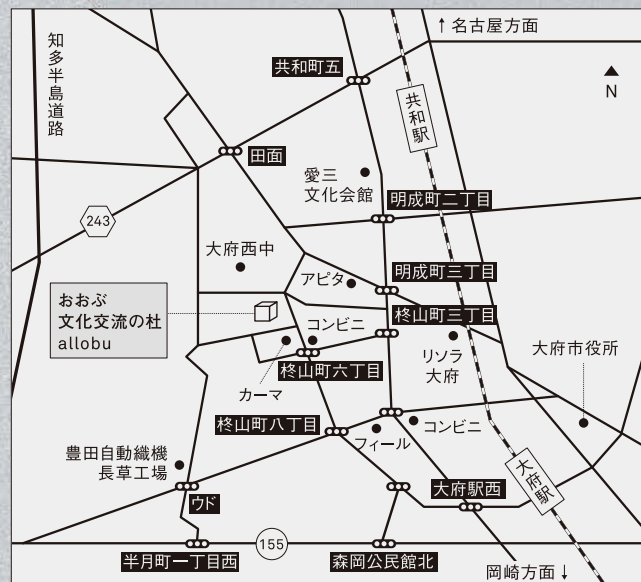 ↑名古屋方面
知多半島道路
共和町五
N
共和駅
田面
愛三
文化会館
明成町二丁目
243
大府西中
アピタ
明成町三丁目
おおぶ
文化交流の杜
allobu
コンビニ
柊山町三丁目
リソラ
大府
大府市役所
カーマ
柊山町六丁目
柊山町八丁目
フィール
コンビニ
豊田自動織機
長草工場
ウド
大府駅西
大府駅
半月町一丁目西
155
森岡公民館北
岡崎方面↓